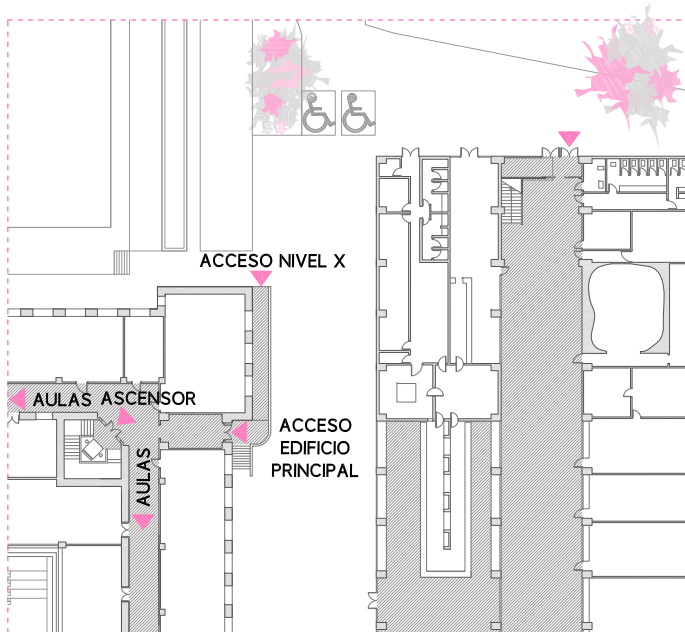 ACCESO NIVEL X
AULAS
ASCENSOR
ACCESO
EDIFICIO
PRINCIPAL
AULAS